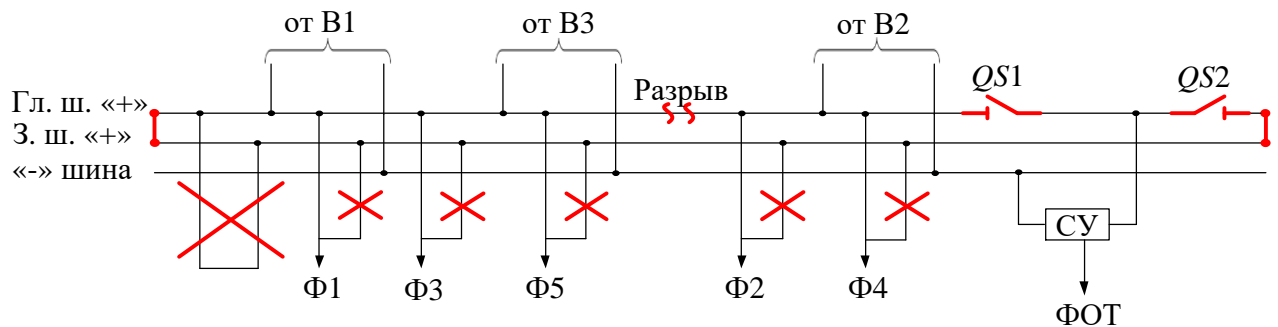 от В1
от В3
от В2
Разрыв
QS1
QS2
Гл. ш. «+»
З. ш. «+»
«-» шина
СУ
Ф1
Ф3
Ф5
Ф2
Ф4
ФОТ